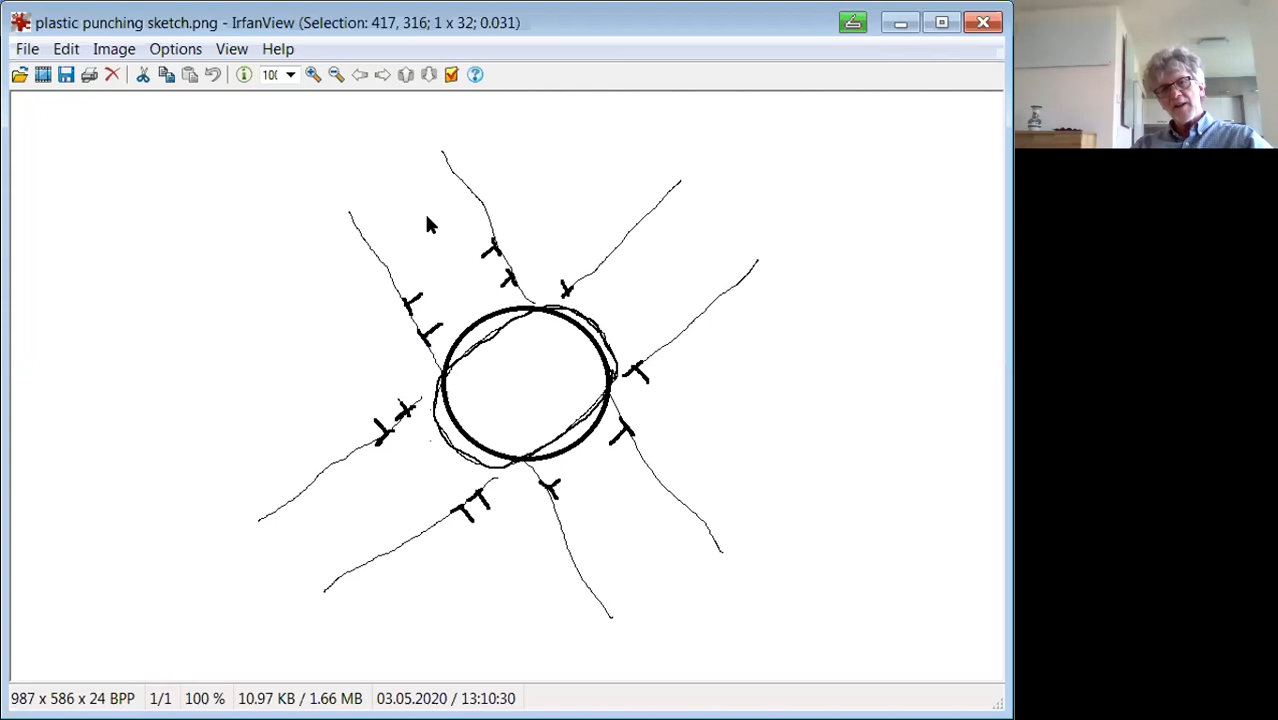 plastic punching sketch.png - IrfanView (Selection: 417, 316; 1 x 32; 0.031)
File Edit Image Options View Help
10(
987 x 586 x 24 BPP 1/1 100 % 10.97 KB / 1.66 MB 03.05.2020 / 13:10:30